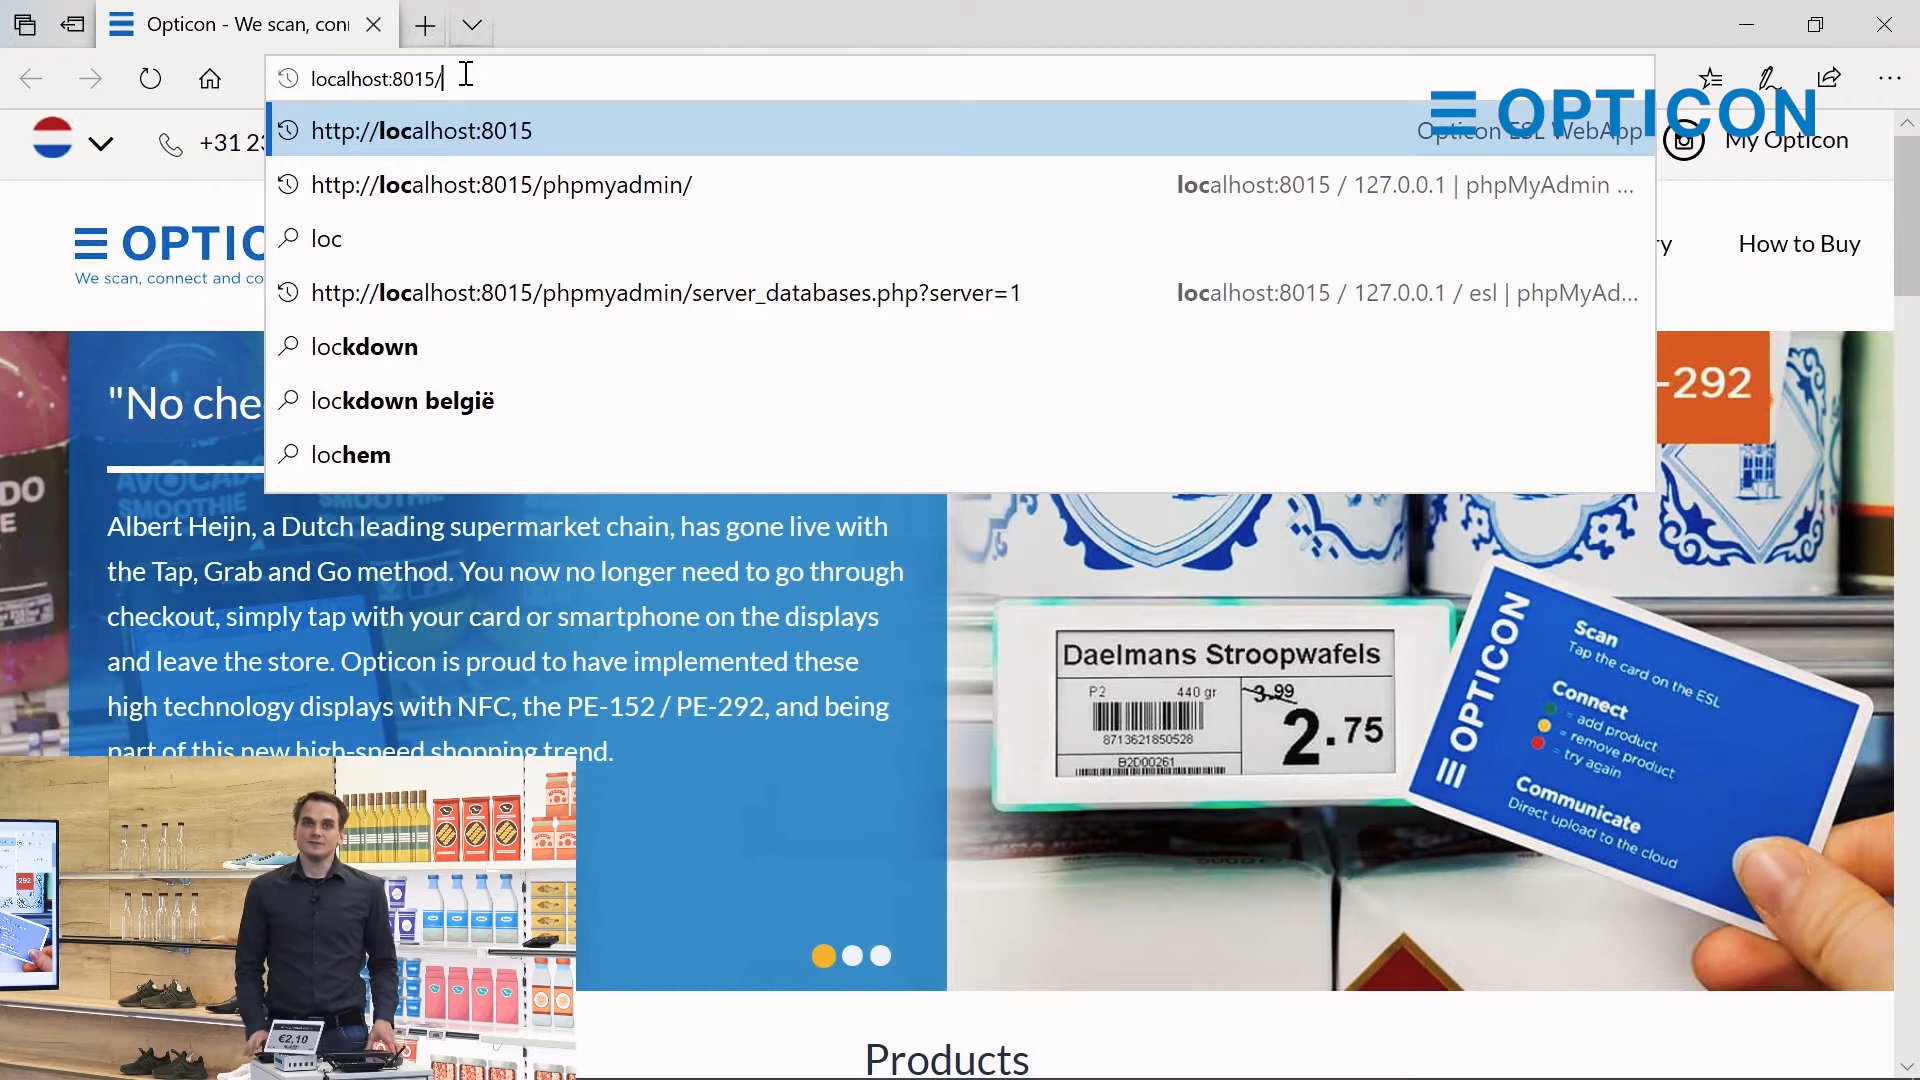 Opticon - We scan, con
localhost:8015/
http://localhost:8015
Opticon ESL WebApp
OPTICON
+31 23
My Opticon
http://localhost:8015/phpmyadmin/
localhost:8015 / 127.0.0.1 | phpMyAdmin ...
OPTIC
We scan, connect and co
loc
ry
How to Buy
http://localhost:8015/phpmyadmin/server_databases.php?server=1
localhost:8015 / 127.0.0.1 / esl | phpMyAd...
lockdown
lockdown belgië
lochem
"No che
-292
AVOCADO
SMOOTHIE
SMOOTHIE
SMOOTHIE
Albert Heijn, a Dutch leading supermarket chain, has gone live with
the Tap, Grab and Go method. You now no longer need to go through
checkout, simply tap with your card or smartphone on the displays
and leave the store. Opticon is proud to have implemented these
high technology displays with NFC, the PE-152 / PE-292, and being
part of this new high-speed shopping trend.
Daelmans Stroopwafels
P2
440 gr
3.99
2.75
8713621850528
B2D00261
OPTICON
Scan
Tap the card on the ESL
Connect
= add product
= remove product
= try again
Communicate
Direct upload to the cloud
-292
€2,10
Products